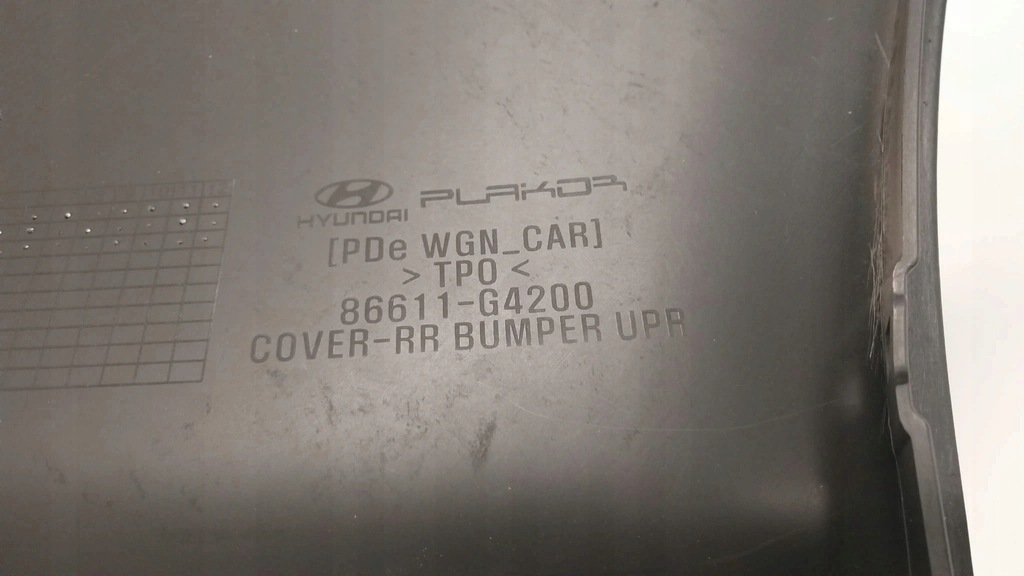 HYUNDAI PLAKOR
[PDe WGN_CAR]
> TPO <
86611-G4200
COVER-RR BUMPER UPR